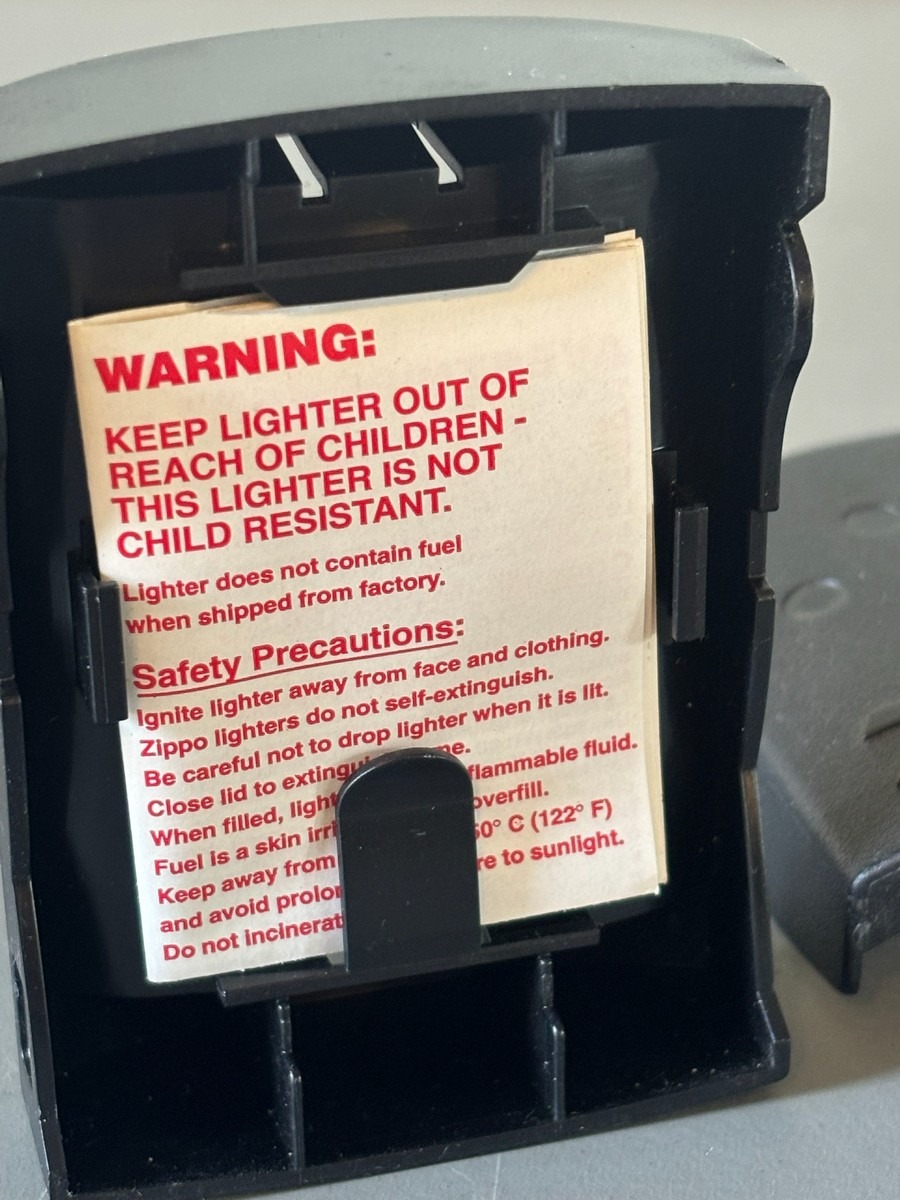 WARNING:
KEEP LIGHTER OUT OF
REACH OF CHILDREN -
THIS LIGHTER IS NOT
CHILD RESISTANT.
Lighter does not contain fuel
when shipped from factory.
Safety Precautions:
Ignite lighter away from face and clothing.
Zippo lighters do not self-extinguish.
Be careful not to drop lighter when it is lit.
Close lid to
When filled, flammable fluid.
Fuel is a skin overfill.
Keep away from C (122° F)
and avoid to sunlight.
Do not